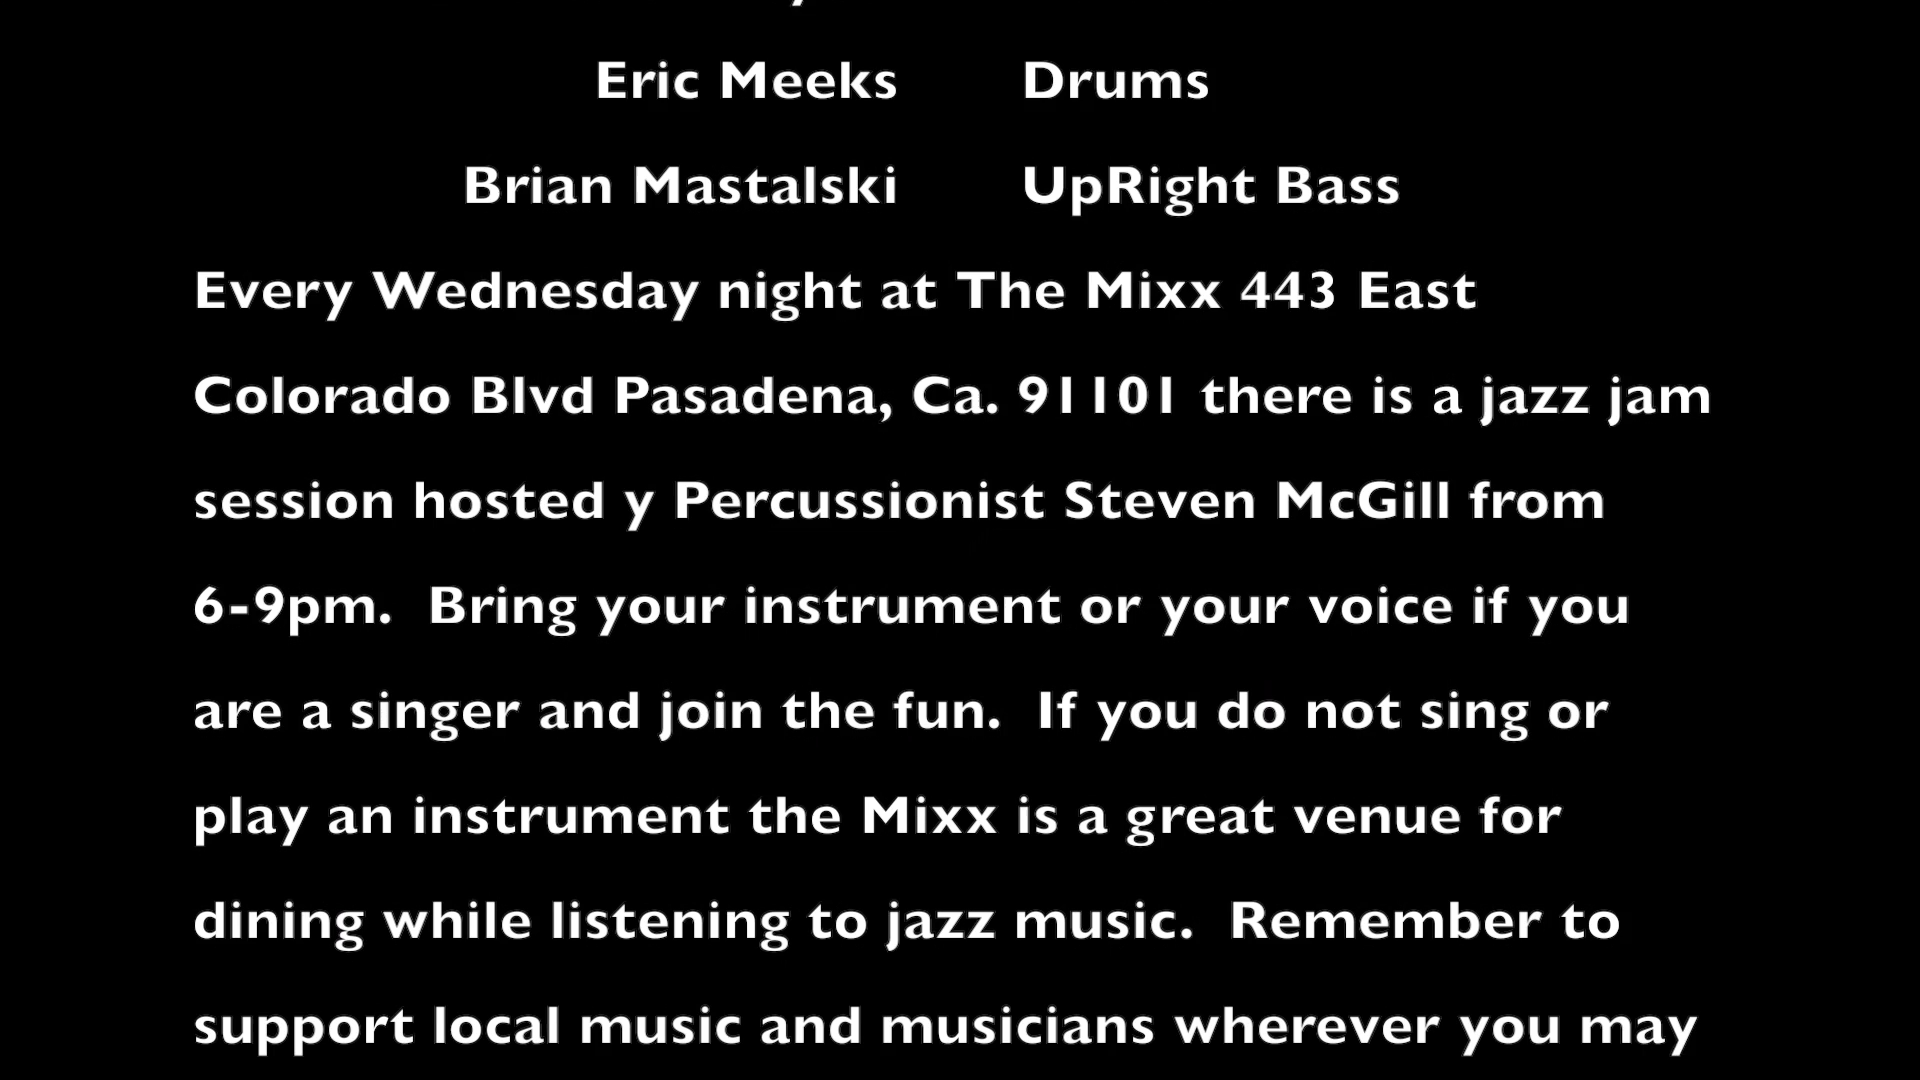 Eric Meeks Drums
Brian Mastalski UpRight Bass
Every Wednesday night at The Mixx 443 East
Colorado Blvd Pasadena, Ca. 91101 there is a jazz jam
session hosted y Percussionist Steven McGill from
6-9pm.  Bring your instrument or your voice if you
are a singer and join the fun.  If you do not sing or
play an instrument the Mixx is a great venue for
dining while listening to jazz music.  Remember to
support local music and musicians wherever you may